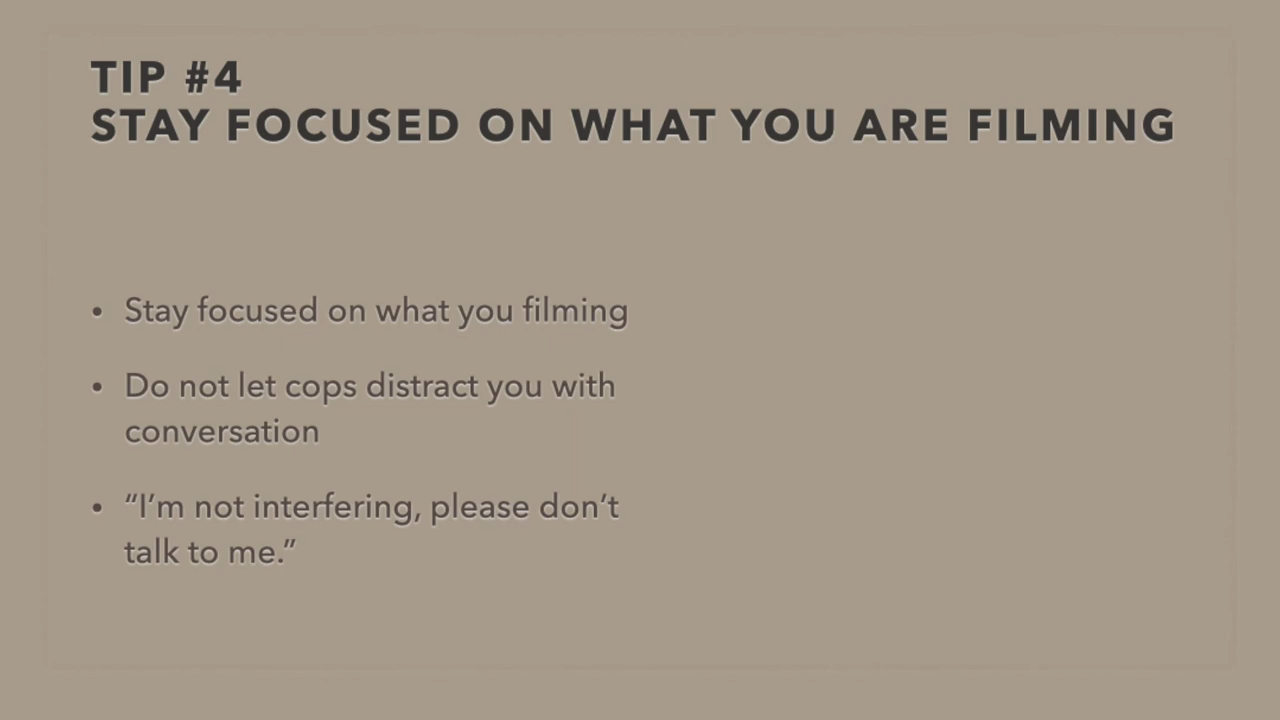 TIP #4
STAY FOCUSED ON WHAT YOU ARE FILMING
• Stay focused on what you filming
• Do not let cops distract you with
conversation
• “I’m not interfering, please don’t
talk to me.”